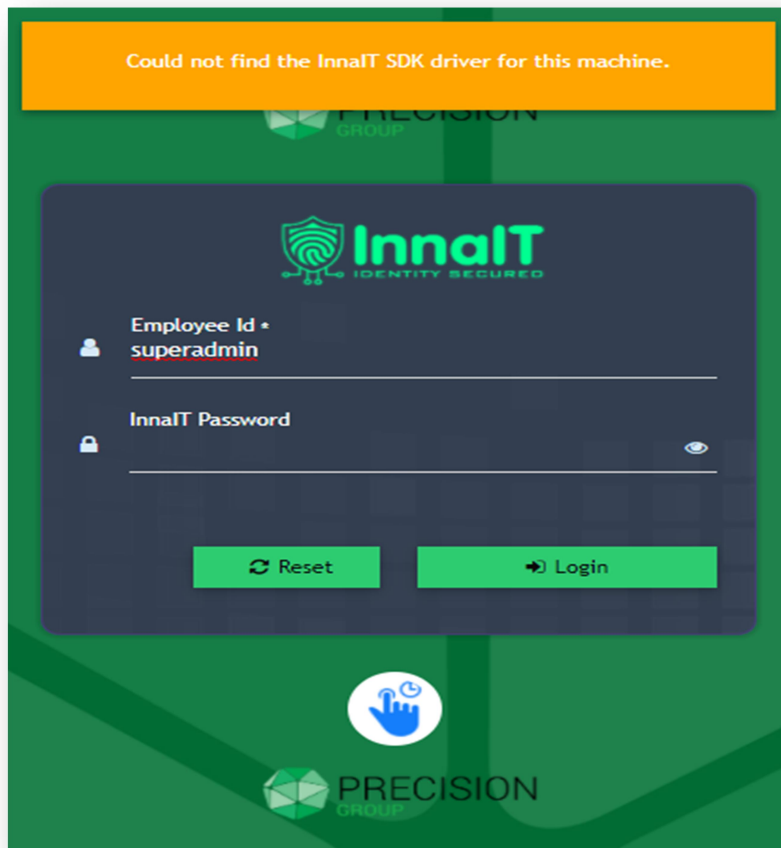 Could not find the InnaIT SDK driver for this machine.
PRECISION
GROUP
InnaIT
IDENTITY SECURED
Employee Id *
superadmin
InnaIT Password
Reset
Login
PRECISION
GROUP